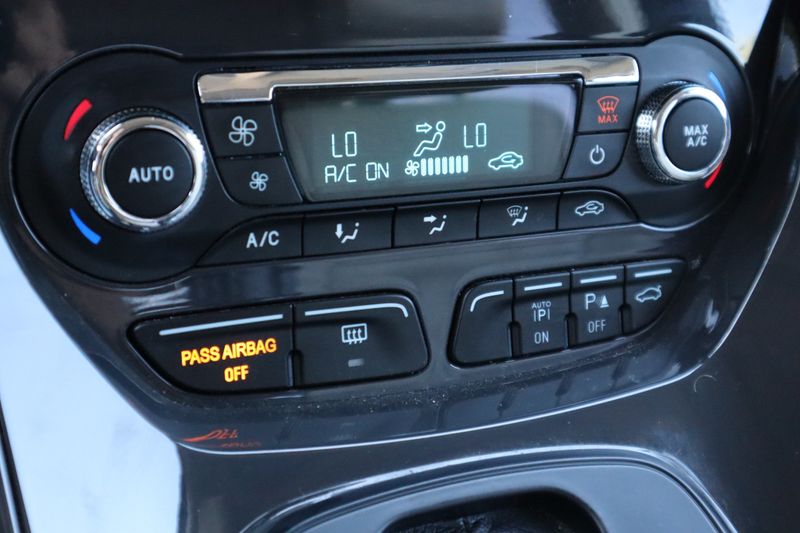 AUTO
LO
LO
A/C ON
MAX
MAX
A/C
A/C
PASS AIRBAG
OFF
AUTO
P
ON
P
OFF